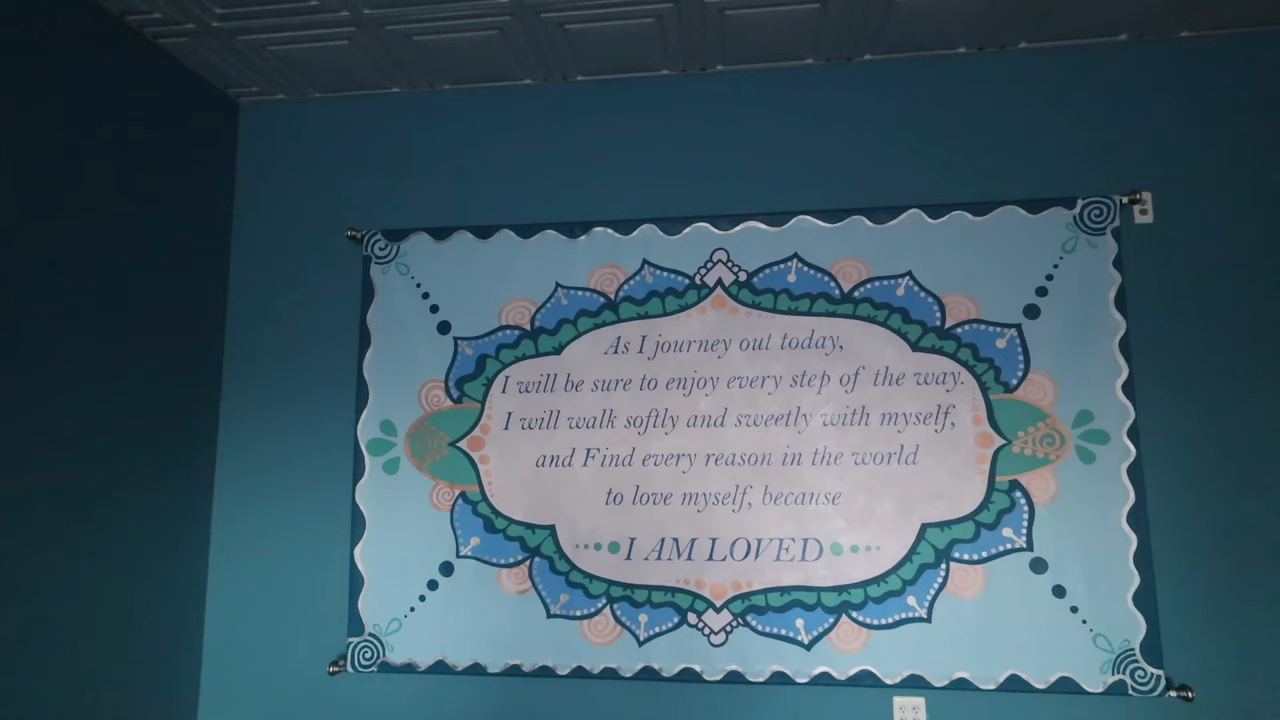 As I journey out today,
I will be sure to enjoy every step of the way.
I will walk softly and sweetly with myself,
and Find every reason in the world
to love myself, because
I AM LOVED